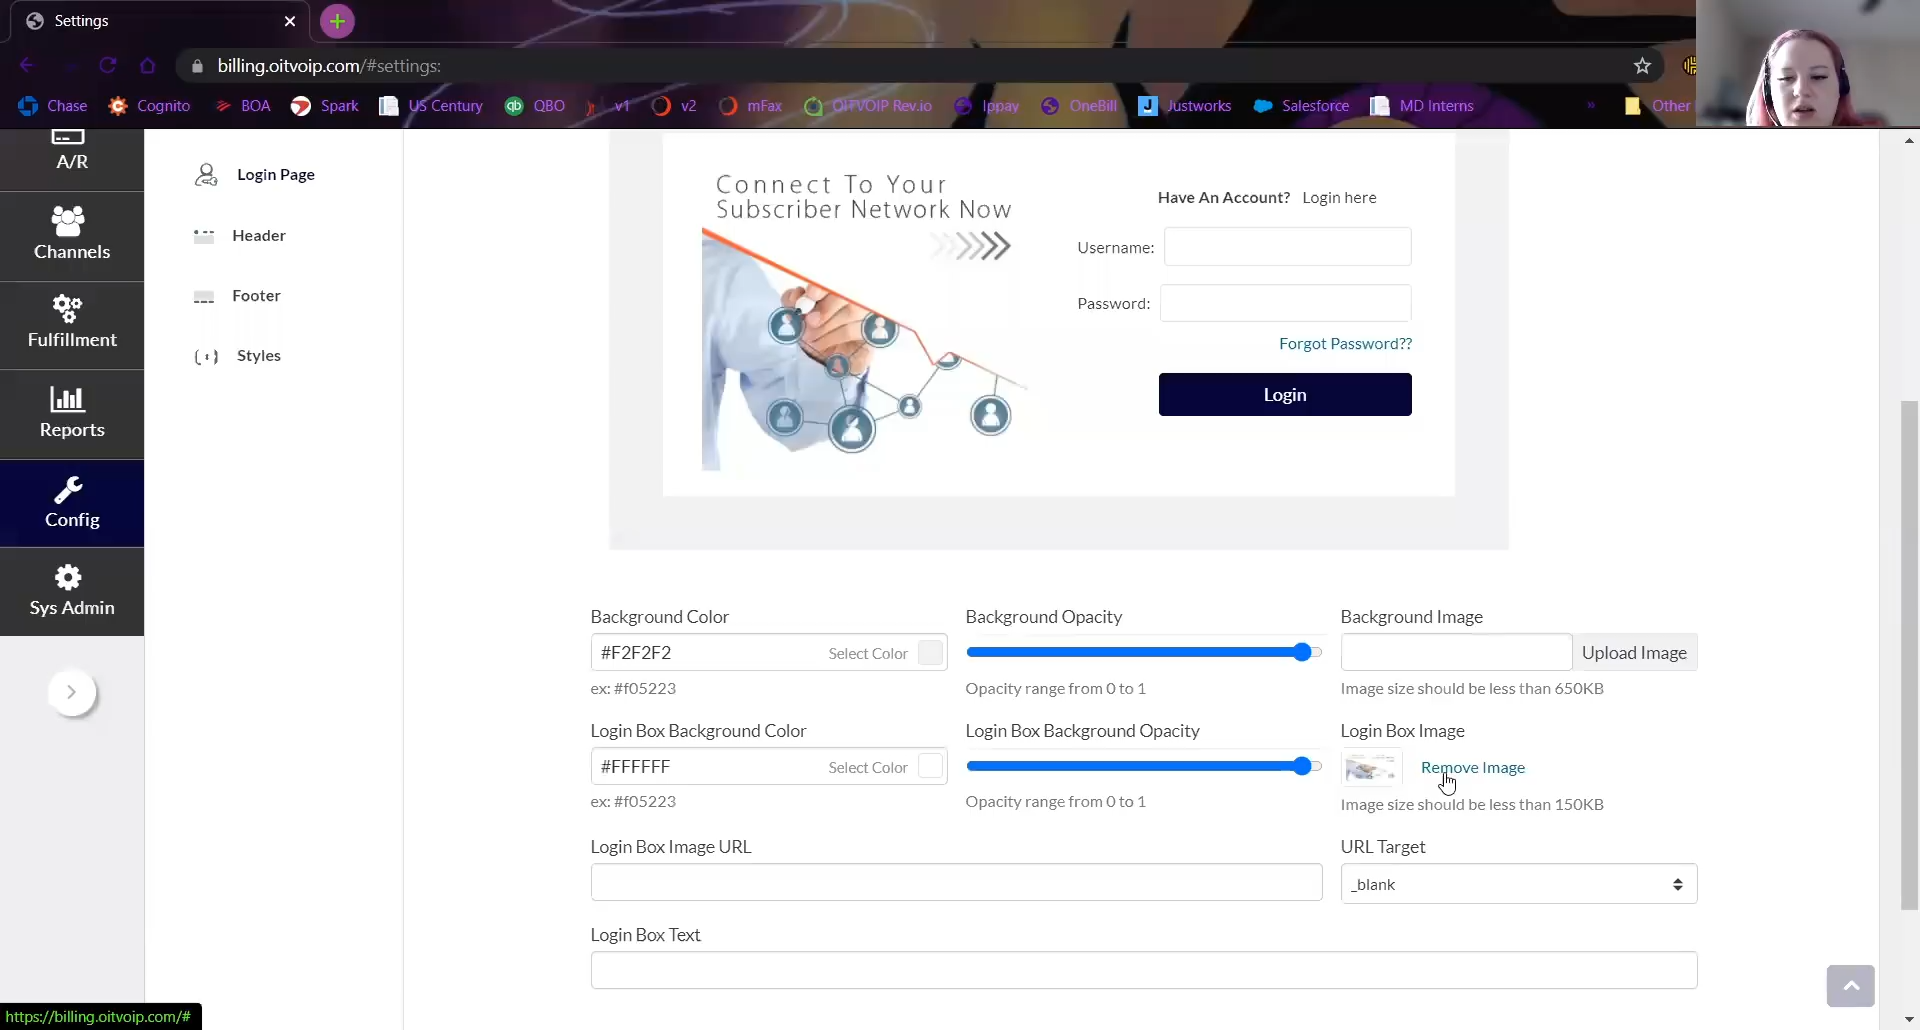 Settings
billing.oitvoip.com/#settings:
Chase
Cognito
BOA
Spark
US Century
QBO
v1
v2
mFax
OITVOIP Rev.io
Ippay
OneBill
Justworks
Salesforce
MD Interns
»
Other
A/R
Channels
Fulfillment
Reports
Config
Sys Admin
Login Page
Header
Footer
Styles
Connect To Your
Subscriber Network Now
Have An Account? Login here
Username:
Password:
Forgot Password??
Login
Background Color
#F2F2F2 Select Color
ex: #f05223
Background Opacity
Opacity range from 0 to 1
Background Image
Upload Image
Image size should be less than 650KB
Login Box Background Color
#FFFFFF Select Color
ex: #f05223
Login Box Background Opacity
Opacity range from 0 to 1
Login Box Image
Remove Image
Image size should be less than 150KB
Login Box Image URL
URL Target
_blank
Login Box Text
https://billing.oitvoip.com/#